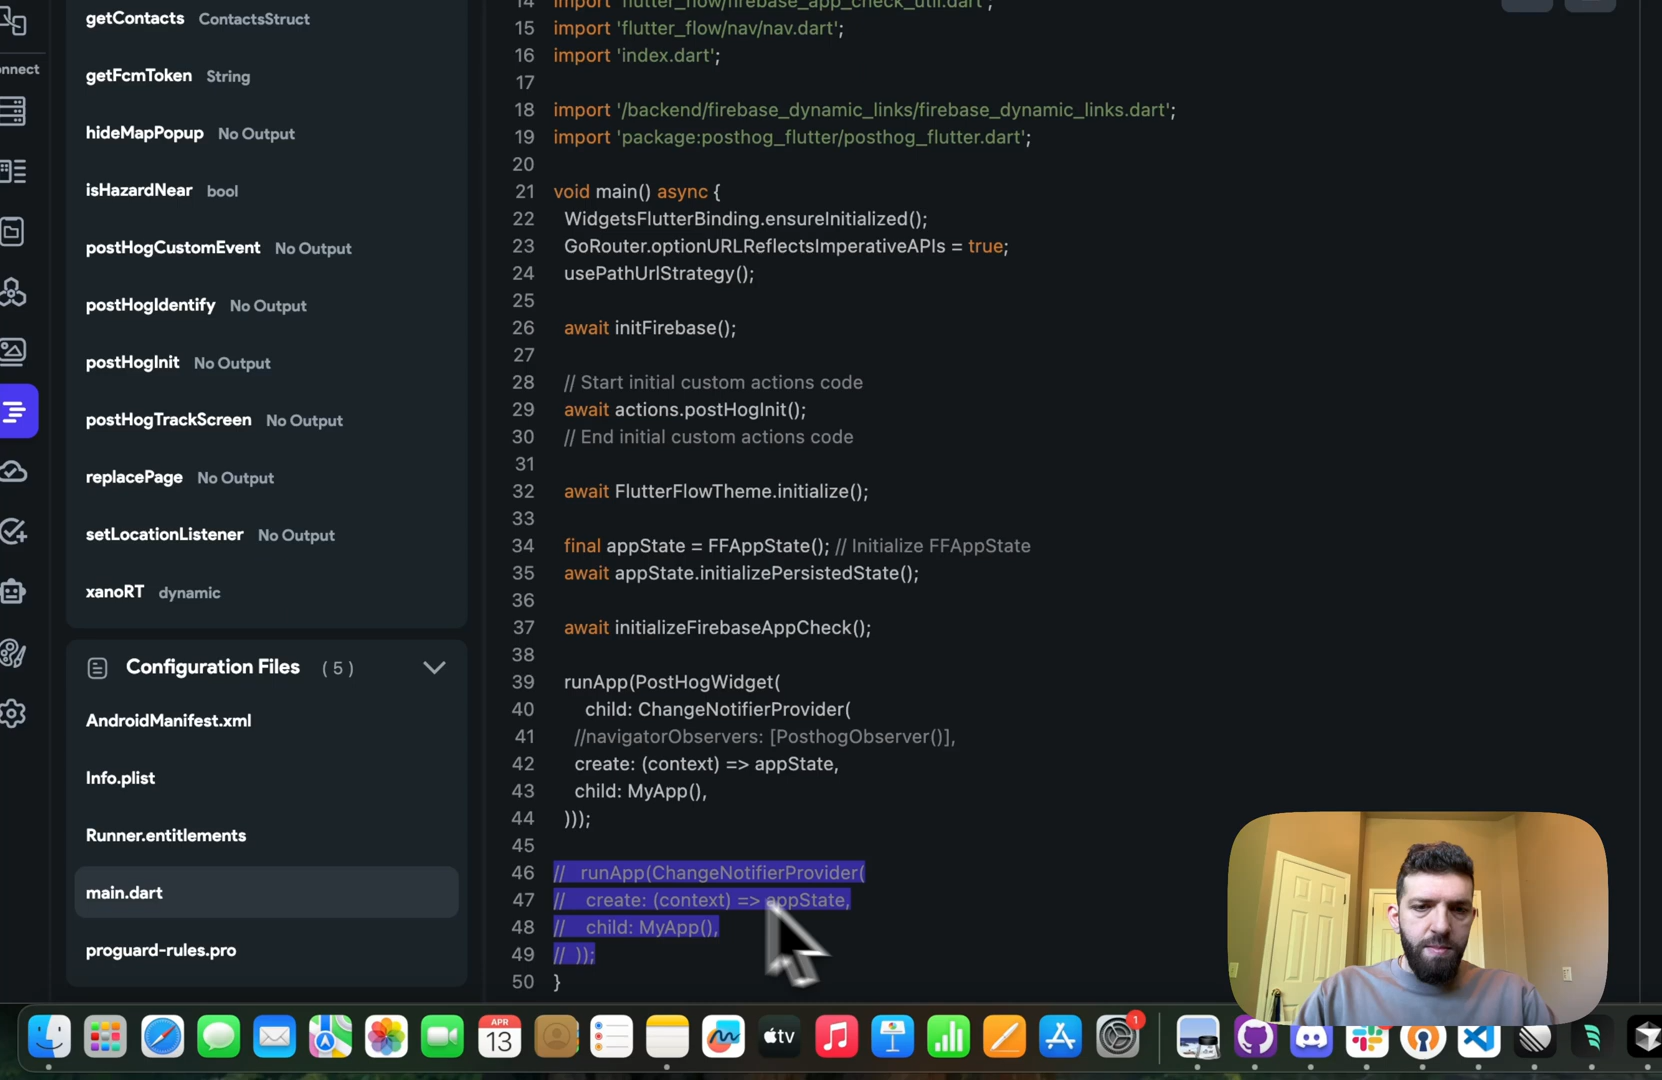 getContacts ContactsStruct
getFcmToken String
hideMapPopup No Output
isHazardNear bool
postHogCustomEvent No Output
postHogIdentify No Output
postHogInit No Output
postHogTrackScreen No Output
replacePage No Output
setLocationListener No Output
xanoRT dynamic
Configuration Files ( 5 )
AndroidManifest.xml
Info.plist
Runner.entitlements
main.dart
proguard-rules.pro
nnect
14 import 'flutter_flow/firebase_app_check_util.dart';
15 import 'flutter_flow/nav/nav.dart';
16 import 'index.dart';
17
18 import '/backend/firebase_dynamic_links/firebase_dynamic_links.dart';
19 import 'package:posthog_flutter/posthog_flutter.dart';
20
21 void main() async {
22 WidgetsFlutterBinding.ensureInitialized();
23 GoRouter.optionURLReflectsImperativeAPIs = true;
24 usePathUrlStrategy();
25
26 await initFirebase();
27
28 // Start initial custom actions code
29 await actions.postHogInit();
30 // End initial custom actions code
31
32 await FlutterFlowTheme.initialize();
33
34 final appState = FFAppState(); // Initialize FFAppState
35 await appState.initializePersistedState();
36
37 await initializeFirebaseAppCheck();
38
39 runApp(PostHogWidget(
40 child: ChangeNotifierProvider(
41 //navigatorObservers: [PosthogObserver()],
42 create: (context) => appState,
43 child: MyApp(),
44 )));
45
46 // runApp(ChangeNotifierProvider(
47 // create: (context) => appState,
48 // child: MyApp(),
49 // ));
50 }
APR
13
tv
1